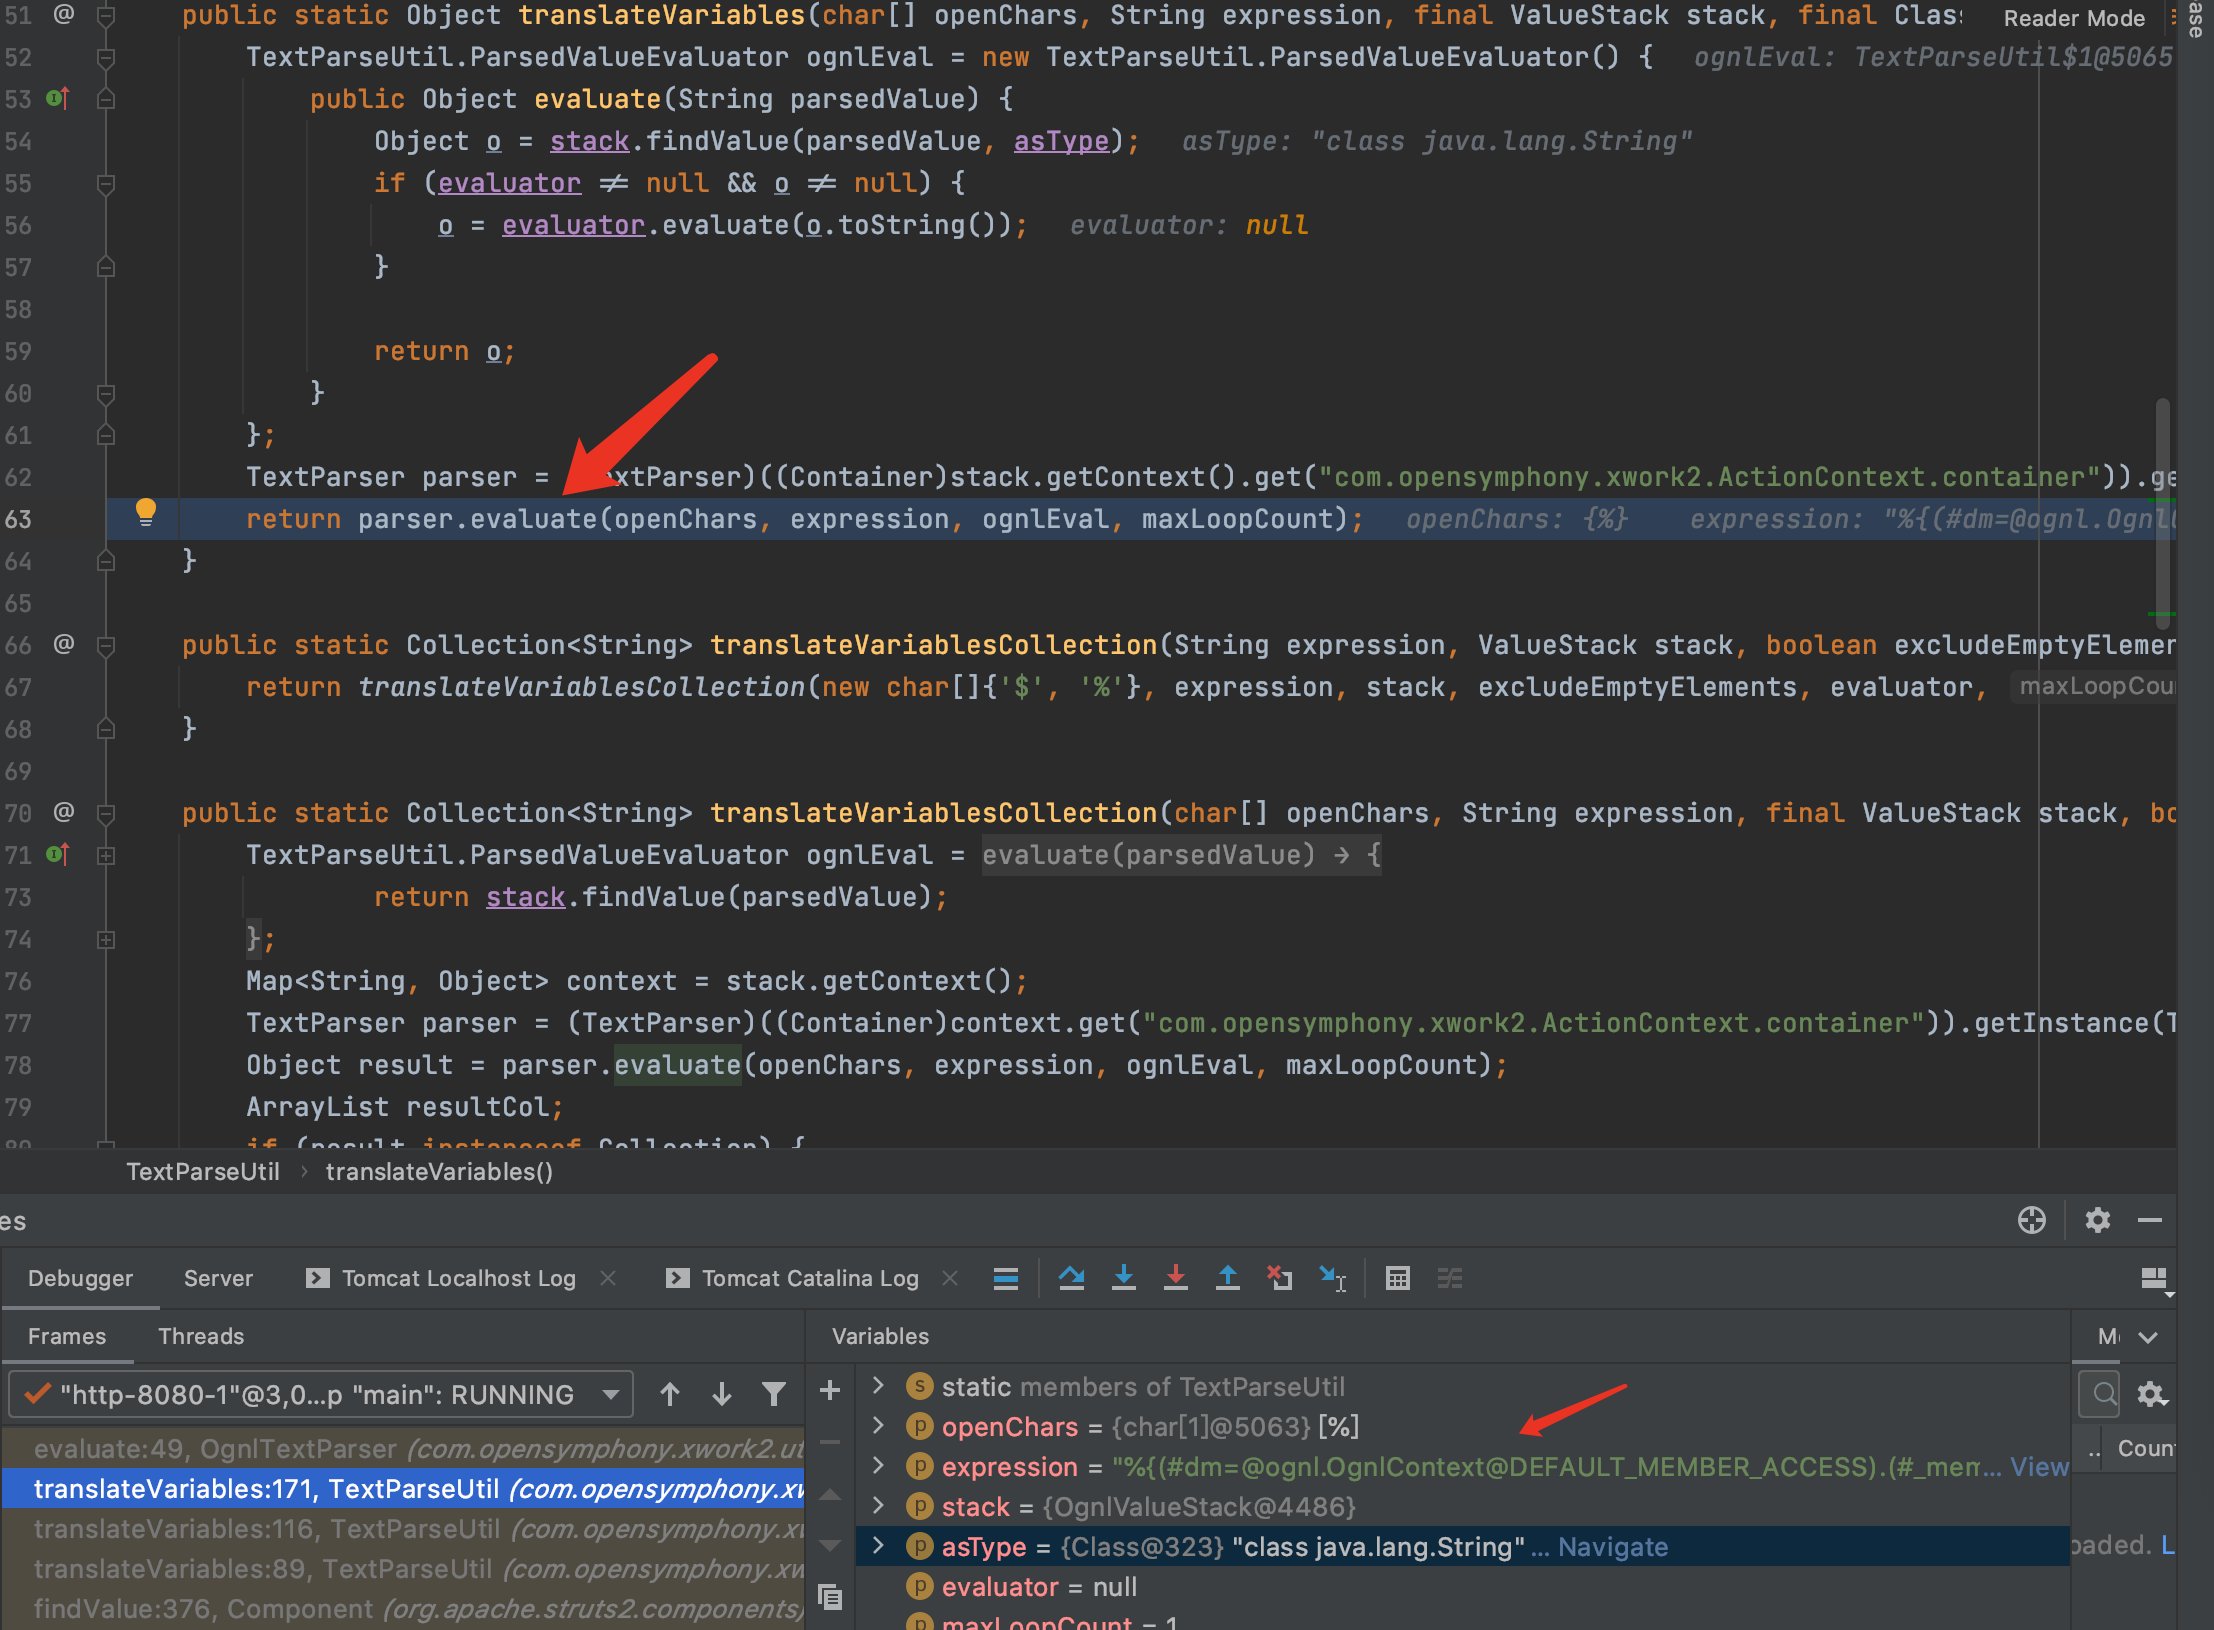 51 @ public static Object translateVariables(char[] openChars, String expression, final ValueStack stack, final Clas Reader Mode
52 TextParseUtil.ParsedValueEvaluator ognlEval = new TextParseUtil.ParsedValueEvaluator() { ognlEval: TextParseUtil$1@5065
53 public Object evaluate(String parsedValue) {
54 Object o = stack.findValue(parsedValue, asType); asType: "class java.lang.String"
55 if (evaluator ≠ null && o ≠ null) {
56 o = evaluator.evaluate(o.toString()); evaluator: null
57 }
58
59 return o;
60 }
61 };
62 TextParser parser = xtParser)((Container)stack.getContext().get("com.opensymphony.xwork2.ActionContext.container")).ge
63 return parser.evaluate(openChars, expression, ognlEval, maxLoopCount); openChars: {%} expression: "%{(#dm=@ognl.Ognl
64 }
65
66 @ public static Collection<String> translateVariablesCollection(String expression, ValueStack stack, boolean excludeEmptyElemen
67 return translateVariablesCollection(new char[]{'$', '%'}, expression, stack, excludeEmptyElements, evaluator, maxLoopCou
68 }
69
70 @ public static Collection<String> translateVariablesCollection(char[] openChars, String expression, final ValueStack stack, bo
71 TextParseUtil.ParsedValueEvaluator ognlEval = evaluate(parsedValue) → {
73 return stack.findValue(parsedValue);
74 };
76 Map<String, Object> context = stack.getContext();
77 TextParser parser = (TextParser)((Container)context.get("com.opensymphony.xwork2.ActionContext.container")).getInstance(T
78 Object result = parser.evaluate(openChars, expression, ognlEval, maxLoopCount);
79 ArrayList resultCol;
80 if (result instanceof Collection) {
TextParseUtil › translateVariables()
es
Debugger Server Tomcat Localhost Log Tomcat Catalina Log
Frames Threads Variables
"http-8080-1"@3,0...p "main": RUNNING
evaluate:49, OgnlTextParser (com.opensymphony.xwork2.ut
translateVariables:171, TextParseUtil (com.opensymphony.xw
translateVariables:116, TextParseUtil (com.opensymphony.xw
translateVariables:89, TextParseUtil (com.opensymphony.xw
findValue:376, Component (org.apache.struts2.components)
static members of TextParseUtil
openChars = {char[1]@5063} [%]
expression = "%{(#dm=@ognl.OgnlContext@DEFAULT_MEMBER_ACCESS).(#_mem... View
stack = {OgnlValueStack@4486}
asType = {Class@323} "class java.lang.String" ... Navigate
evaluator = null
maxLoopCount = 1
.. Coun
oaded. L